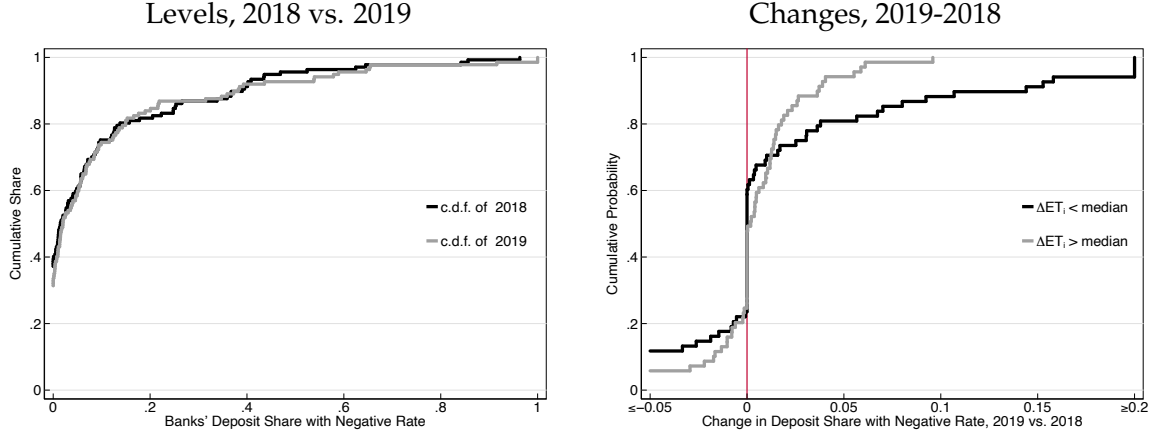 Levels, 2018 vs. 2019
Cumulative Share
1
.8
.6
.4
.2
0
c.d.f. of 2018
c.d.f. of 2019
0 .2 .4 .6 .8 1
Banks' Deposit Share with Negative Rate
Changes, 2019-2018
Cumulative Probability
1
.8
.6
.4
.2
0
ΔETᵢ < median
ΔETᵢ > median
≤-0.05 0 0.05 0.1 0.15 ≥0.2
Change in Deposit Share with Negative Rate, 2019 vs. 2018